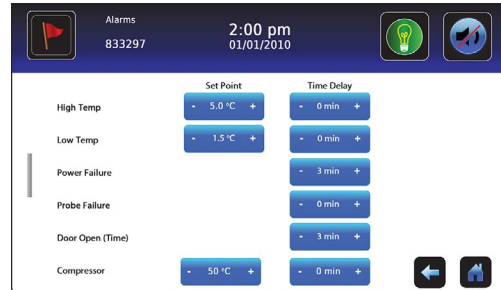 Alarms
833297
2:00 pm
01/01/2010
Set Point Time Delay
High Temp - 5.0 °C + - 0 min +
Low Temp - 1.5 °C + - 0 min +
Power Failure - 3 min +
Probe Failure - 0 min +
Door Open (Time) - 3 min +
Compressor - 50 °C + - 0 min +